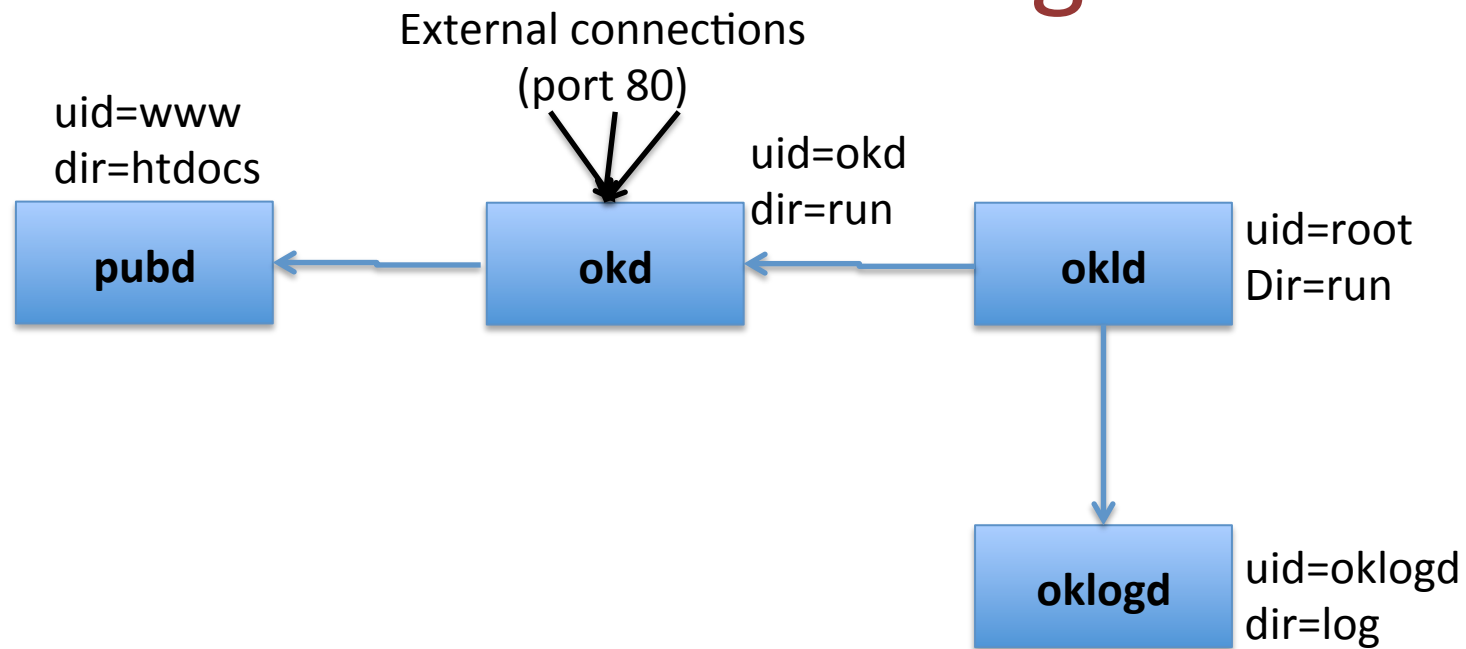 External connections
(port 80)
uid=www
dir=htdocs
uid=okd
dir=run
pubd
okd
okld
uid=root
Dir=run
oklogd
uid=oklogd
dir=log